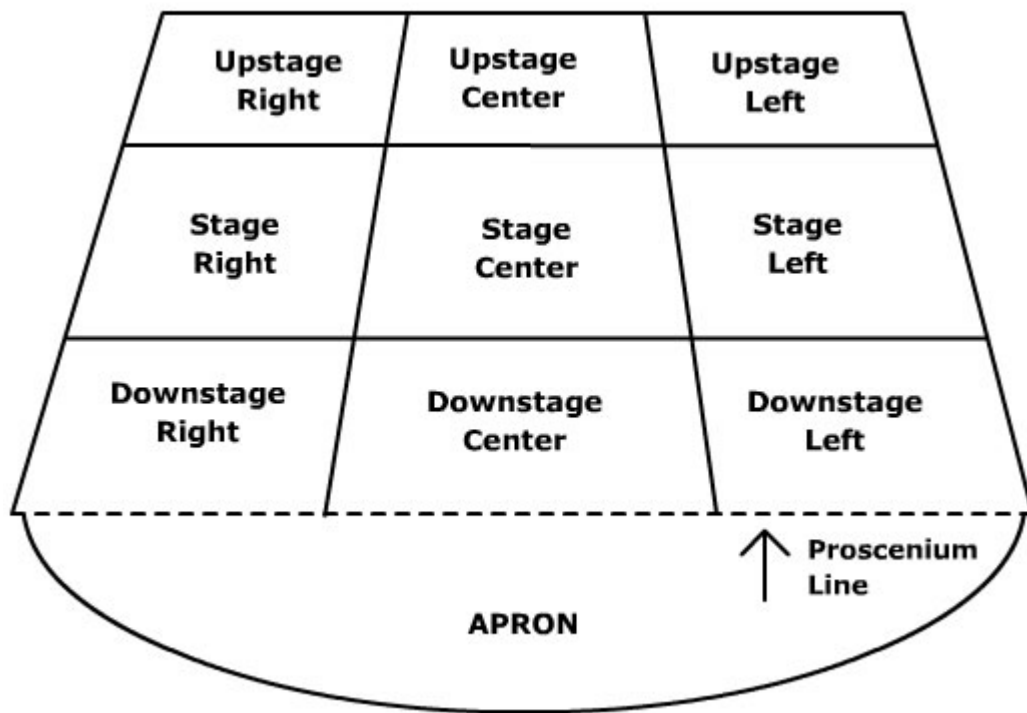 Upstage
Right
Upstage
Center
Upstage
Left
Stage
Right
Stage
Center
Stage
Left
Downstage
Right
Downstage
Center
Downstage
Left
Proscenium
Line
APRON